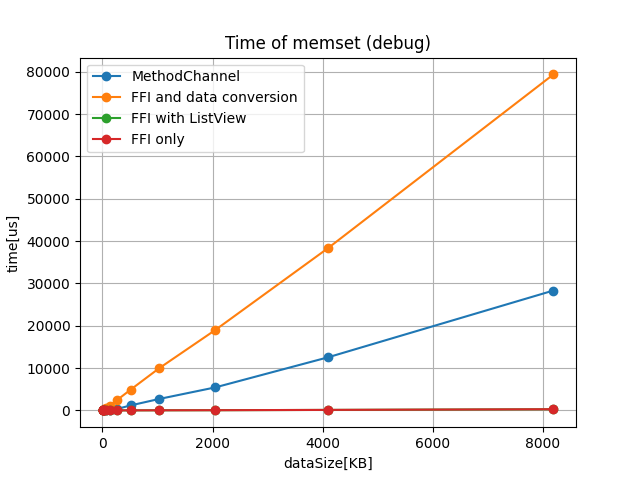 Time of memset (debug)
MethodChannel
FFI and data conversion
FFI with ListView
FFI only
80000
70000
60000
50000
40000
30000
20000
10000
0
time[us]
0
2000
4000
6000
8000
dataSize[KB]